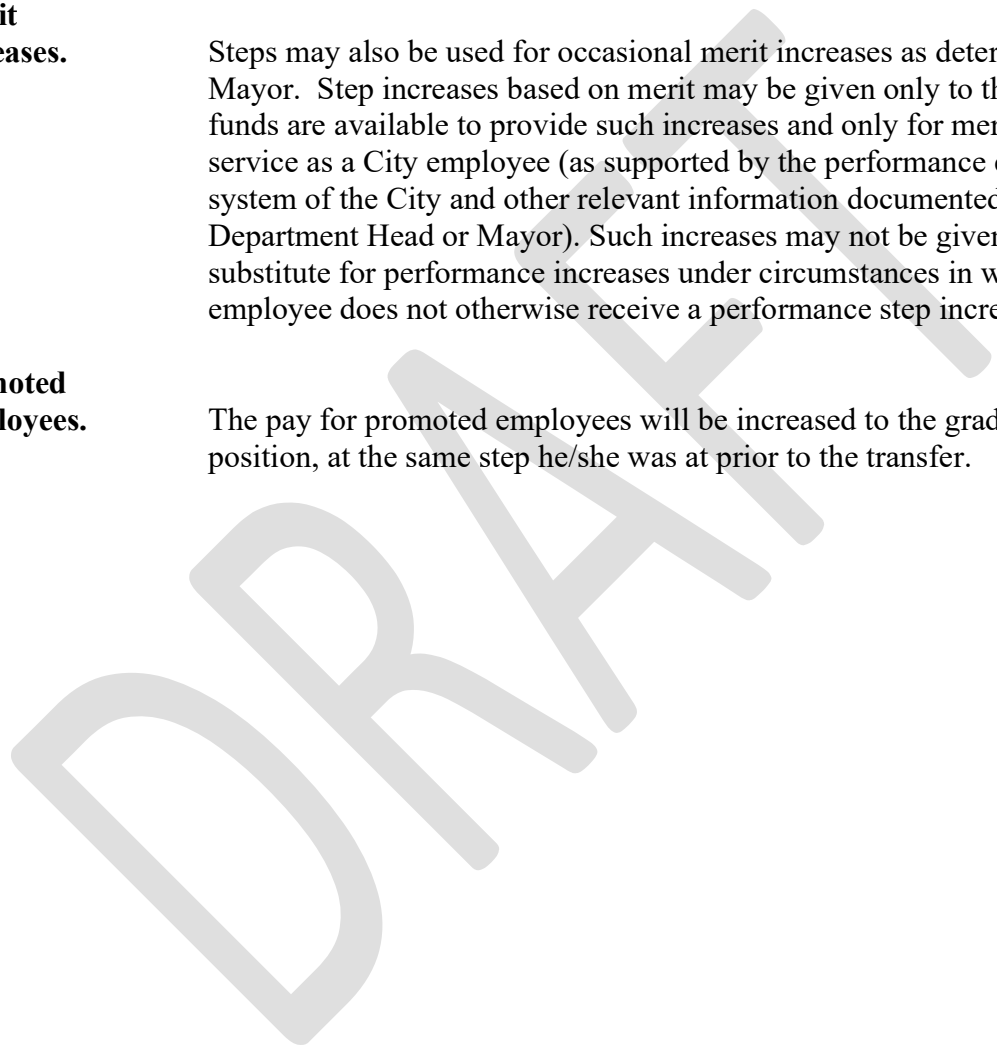 it
eases.
Steps may also be used for occasional merit increases as deter
Mayor. Step increases based on merit may be given only to th
funds are available to provide such increases and only for mer
service as a City employee (as supported by the performance e
system of the City and other relevant information documented
Department Head or Mayor). Such increases may not be given
substitute for performance increases under circumstances in w
employee does not otherwise receive a performance step incre
noted
loyees.
The pay for promoted employees will be increased to the grad
position, at the same step he/she was at prior to the transfer.
DRAFT